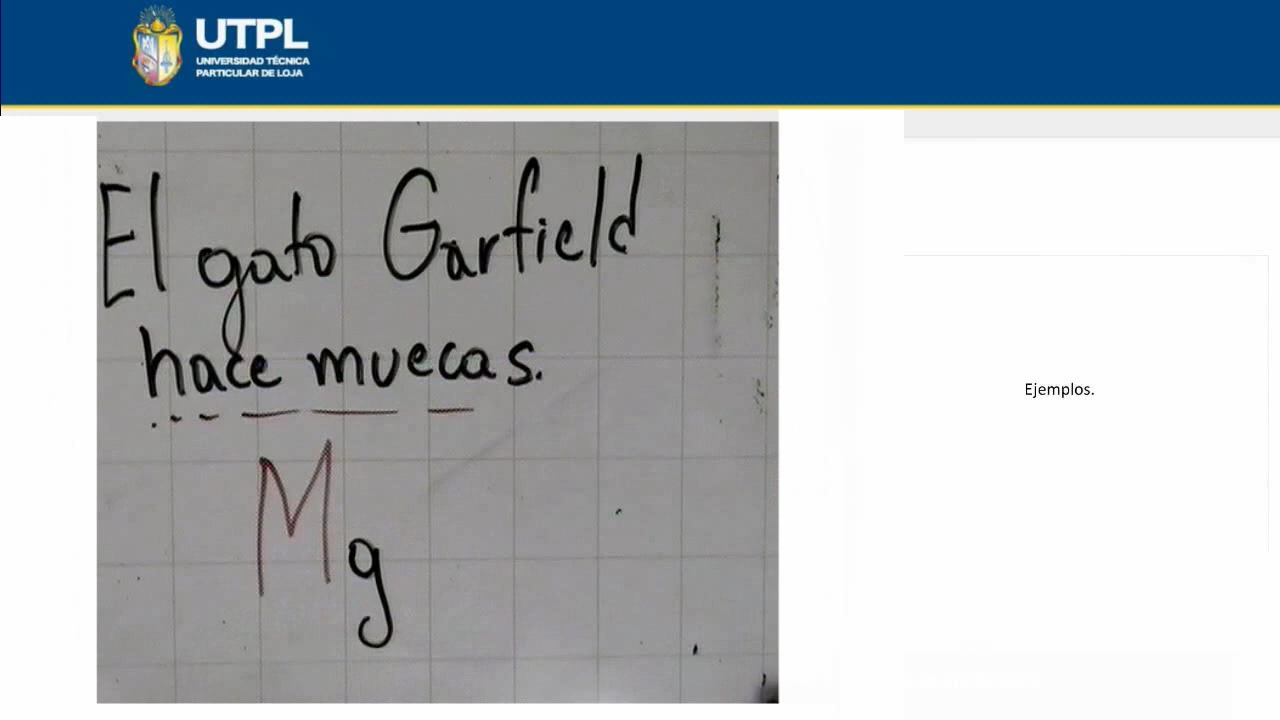 UTPL
UNIVERSIDAD TÉCNICA
PARTICULAR DE LOJA
El gato Garfield
hace muecas.
Mg
Ejemplos.